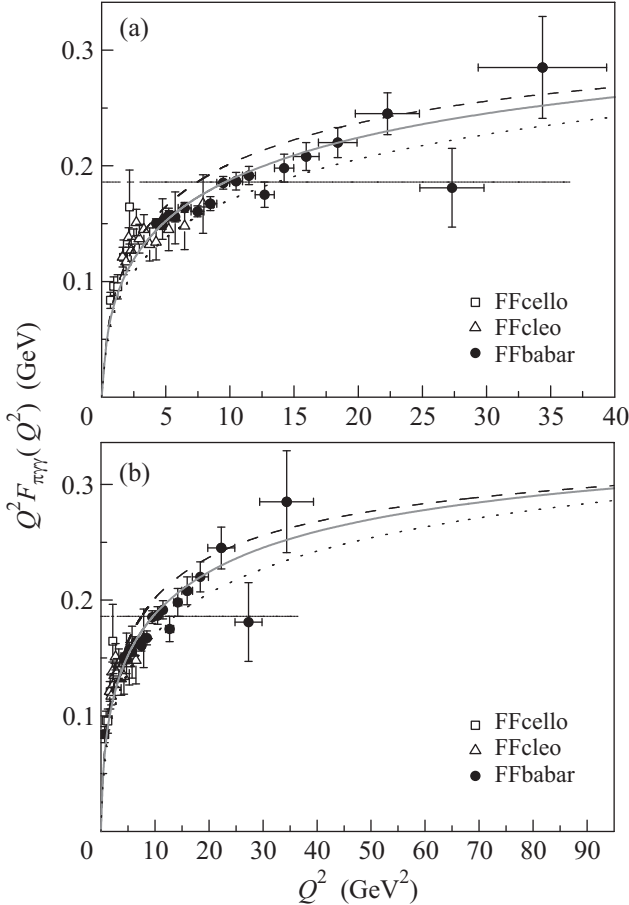 (a)
0.3
0.2
0.1
FFcello
FFcleo
FFbabar
0 5 10 15 20 25 30 35 40
Q² F_πγγ(Q²) (GeV)
(b)
0.3
0.2
0.1
FFcello
FFcleo
FFbabar
0 10 20 30 40 50 60 70 80 90
Q² (GeV²)